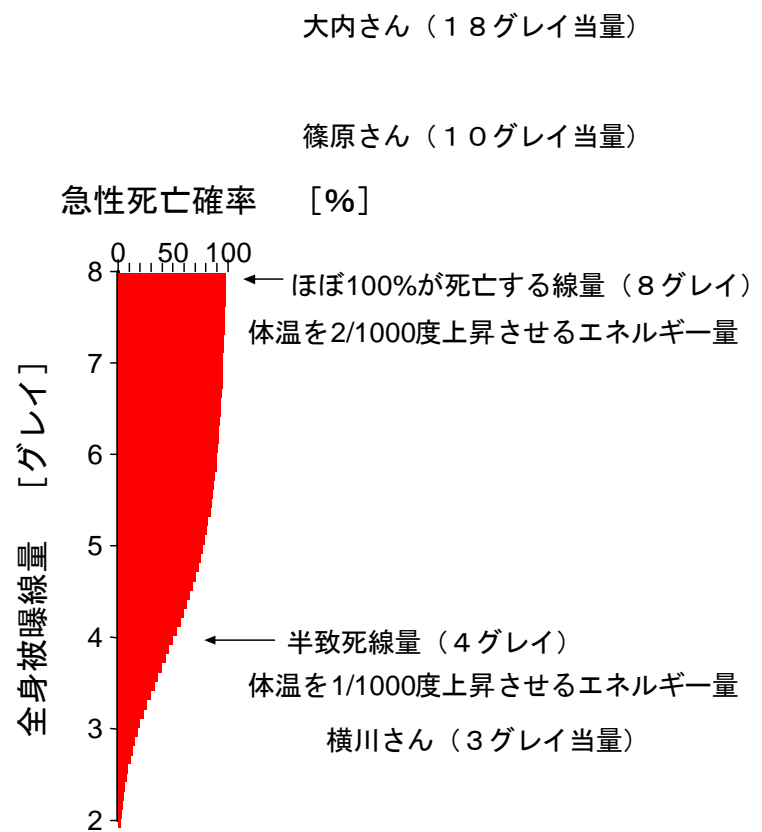 大内さん（１８グレイ当量）
篠原さん（１０グレイ当量）
急性死亡確率　［%］
0 50 100
8
ほぼ100%が死亡する線量（８グレイ）
体温を2/1000度上昇させるエネルギー量
7
6
5
4
半致死線量（４グレイ）
体温を1/1000度上昇させるエネルギー量
3
横川さん（３グレイ当量）
2
全身被曝線量　［グレイ］